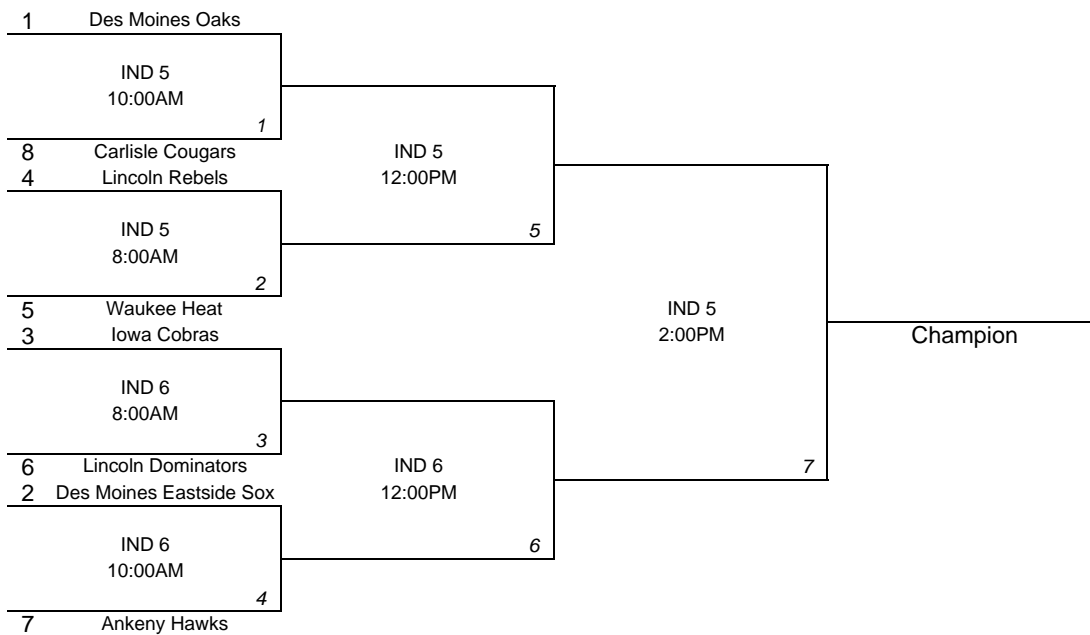 1 Des Moines Oaks
IND 5
10:00AM
1
8 Carlisle Cougars
IND 5
4 Lincoln Rebels
12:00PM
IND 5
5
8:00AM
2
5 Waukee Heat
IND 5
3 Iowa Cobras
2:00PM
Champion
IND 6
8:00AM
3
6 Lincoln Dominators
IND 6
7
2 Des Moines Eastside Sox
12:00PM
IND 6
6
10:00AM
4
7 Ankeny Hawks